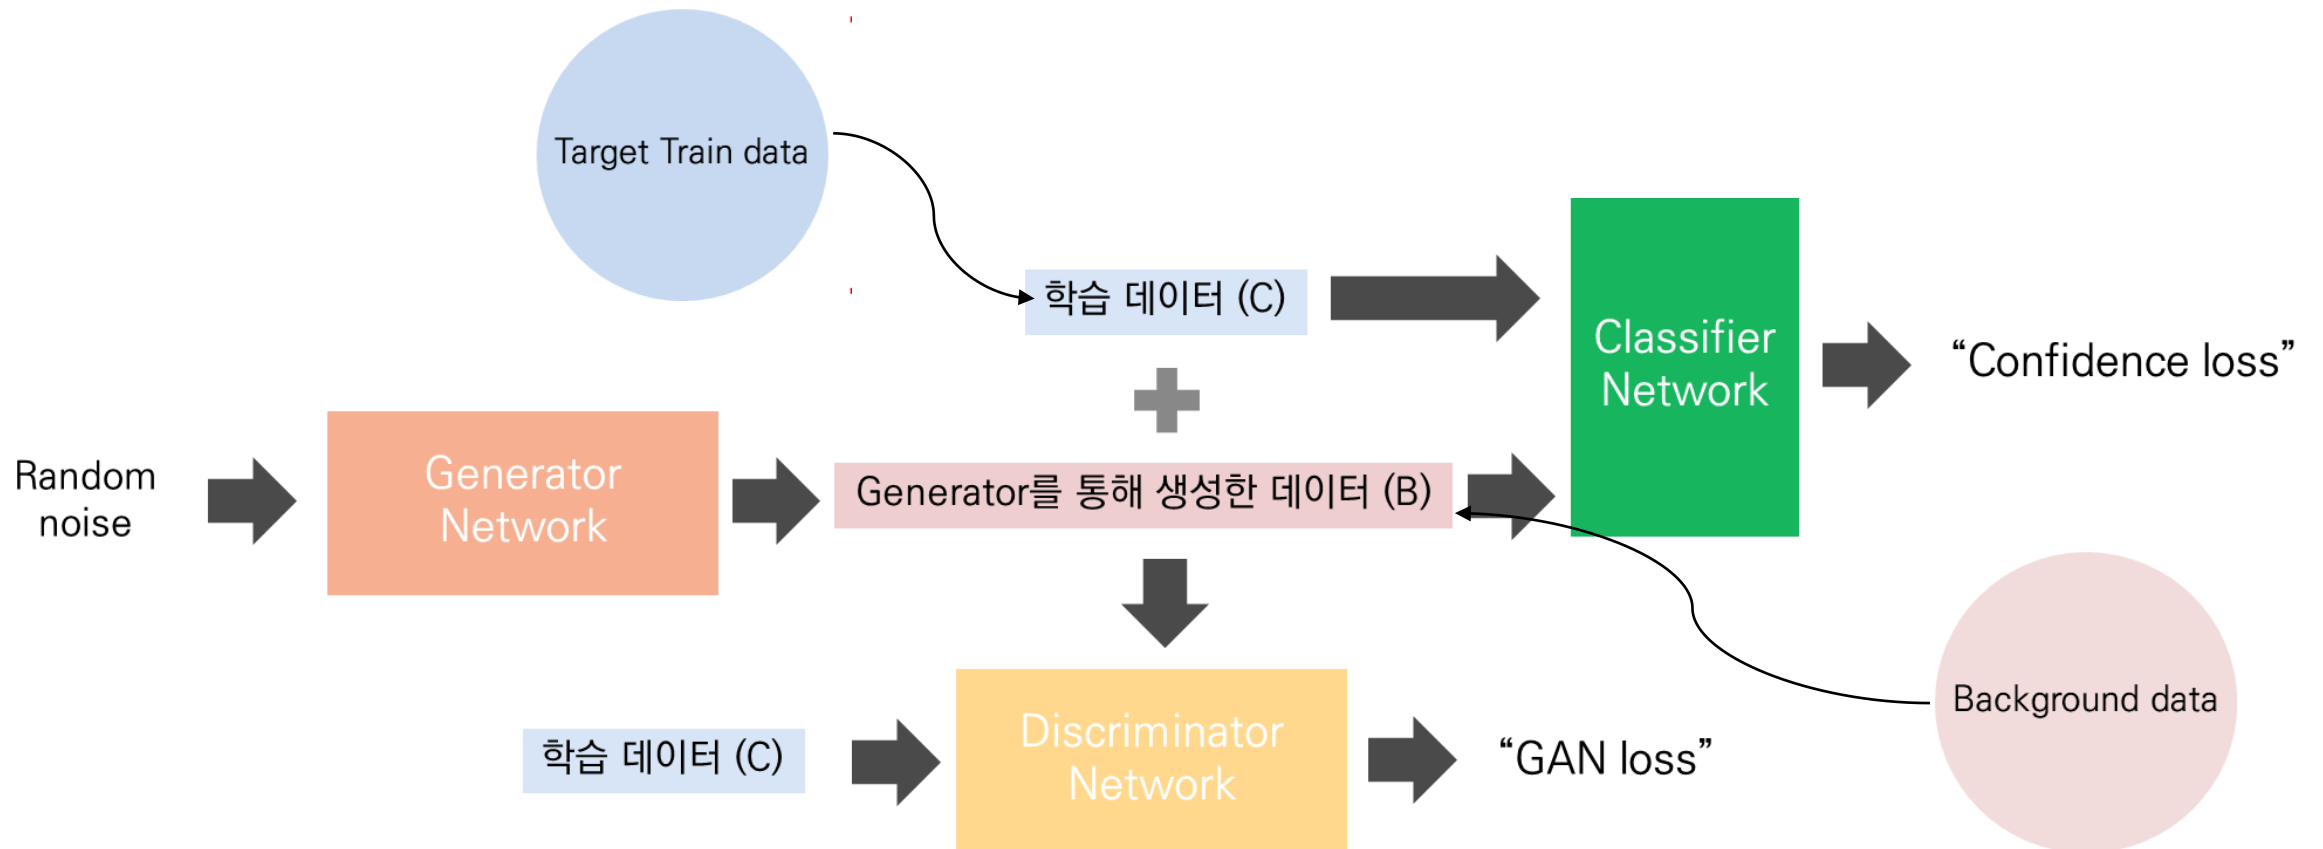 Target Train data
학습 데이터 (C)
Classifier
Network
“Confidence loss”
Random
noise
Generator
Network
Generator를 통해 생성한 데이터 (B)
Background data
학습 데이터 (C)
Discriminator
Network
“GAN loss”